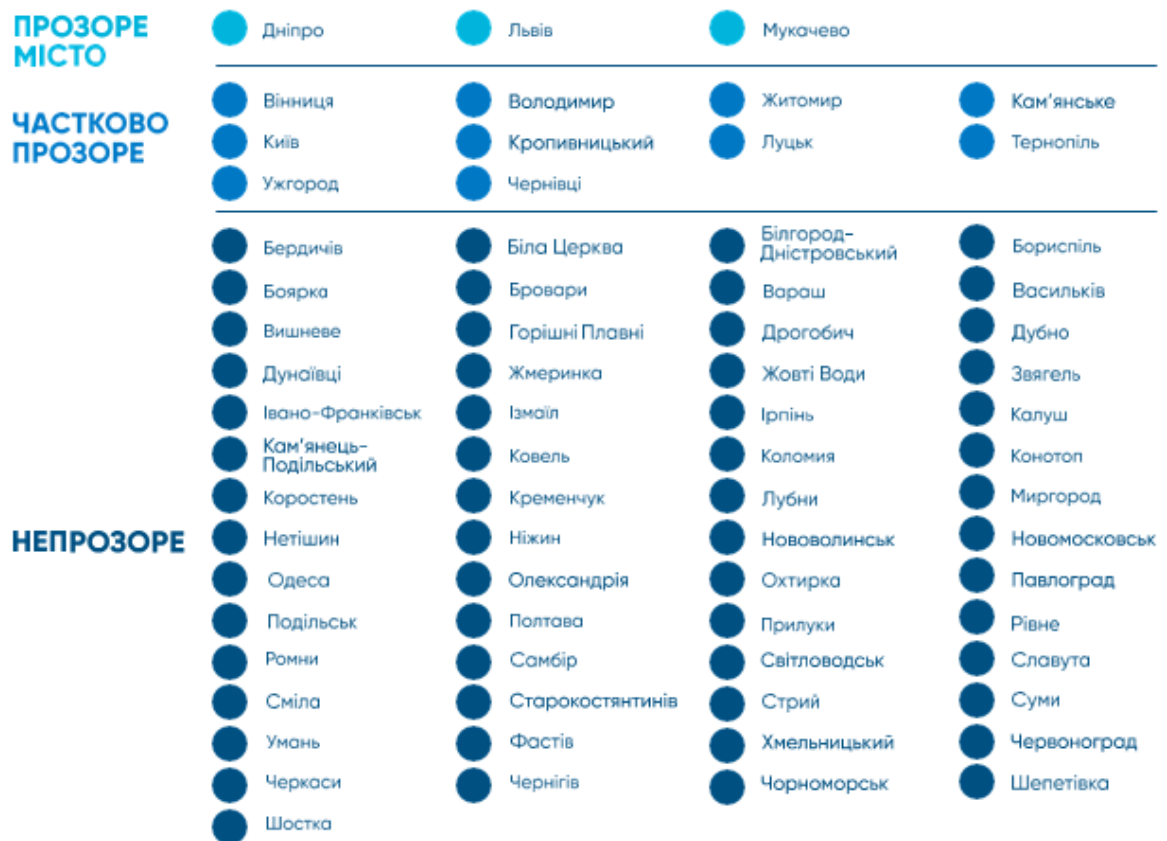 ПРОЗОРЕ
МІСТО
Дніпро
Львів
Мукачево
ЧАСТКОВО
ПРОЗОРЕ
Вінниця
Володимир
Житомир
Кам'янське
Київ
Кропивницький
Луцьк
Тернопіль
Ужгород
Чернівці
НЕПРОЗОРЕ
Бердичів
Біла Церква
Білгород-
Дністровський
Бориспіль
Боярка
Бровари
Вараш
Васильків
Вишневе
Горішні Плавні
Дрогобич
Дубно
Дунаївці
Жмеринка
Жовті Води
Звягель
Івано-Франківськ
Ізмаїл
Ірпінь
Калуш
Кам'янець-
Подільський
Ковель
Коломия
Конотоп
Коростень
Кременчук
Лубни
Миргород
Нетішин
Ніжин
Нововолинськ
Новомосковськ
Одеса
Олександрія
Охтирка
Павлоград
Подільськ
Полтава
Прилуки
Рівне
Ромни
Самбір
Світловодськ
Славута
Сміла
Старокостянтинів
Стрий
Суми
Умань
Фастів
Хмельницький
Червоноград
Черкаси
Чернігів
Чорноморськ
Шепетівка
Шостка